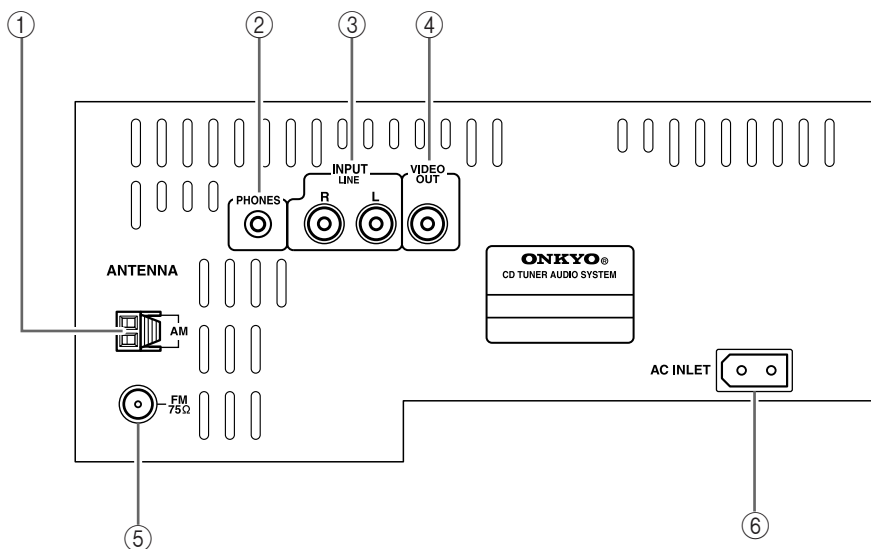 ① ② ③ ④
INPUT
LINE
VIDEO
OUT
PHONES
R L
ANTENNA
ONKYO®
CD TUNER AUDIO SYSTEM
AM
AC INLET
FM
75Ω
⑤ ⑥